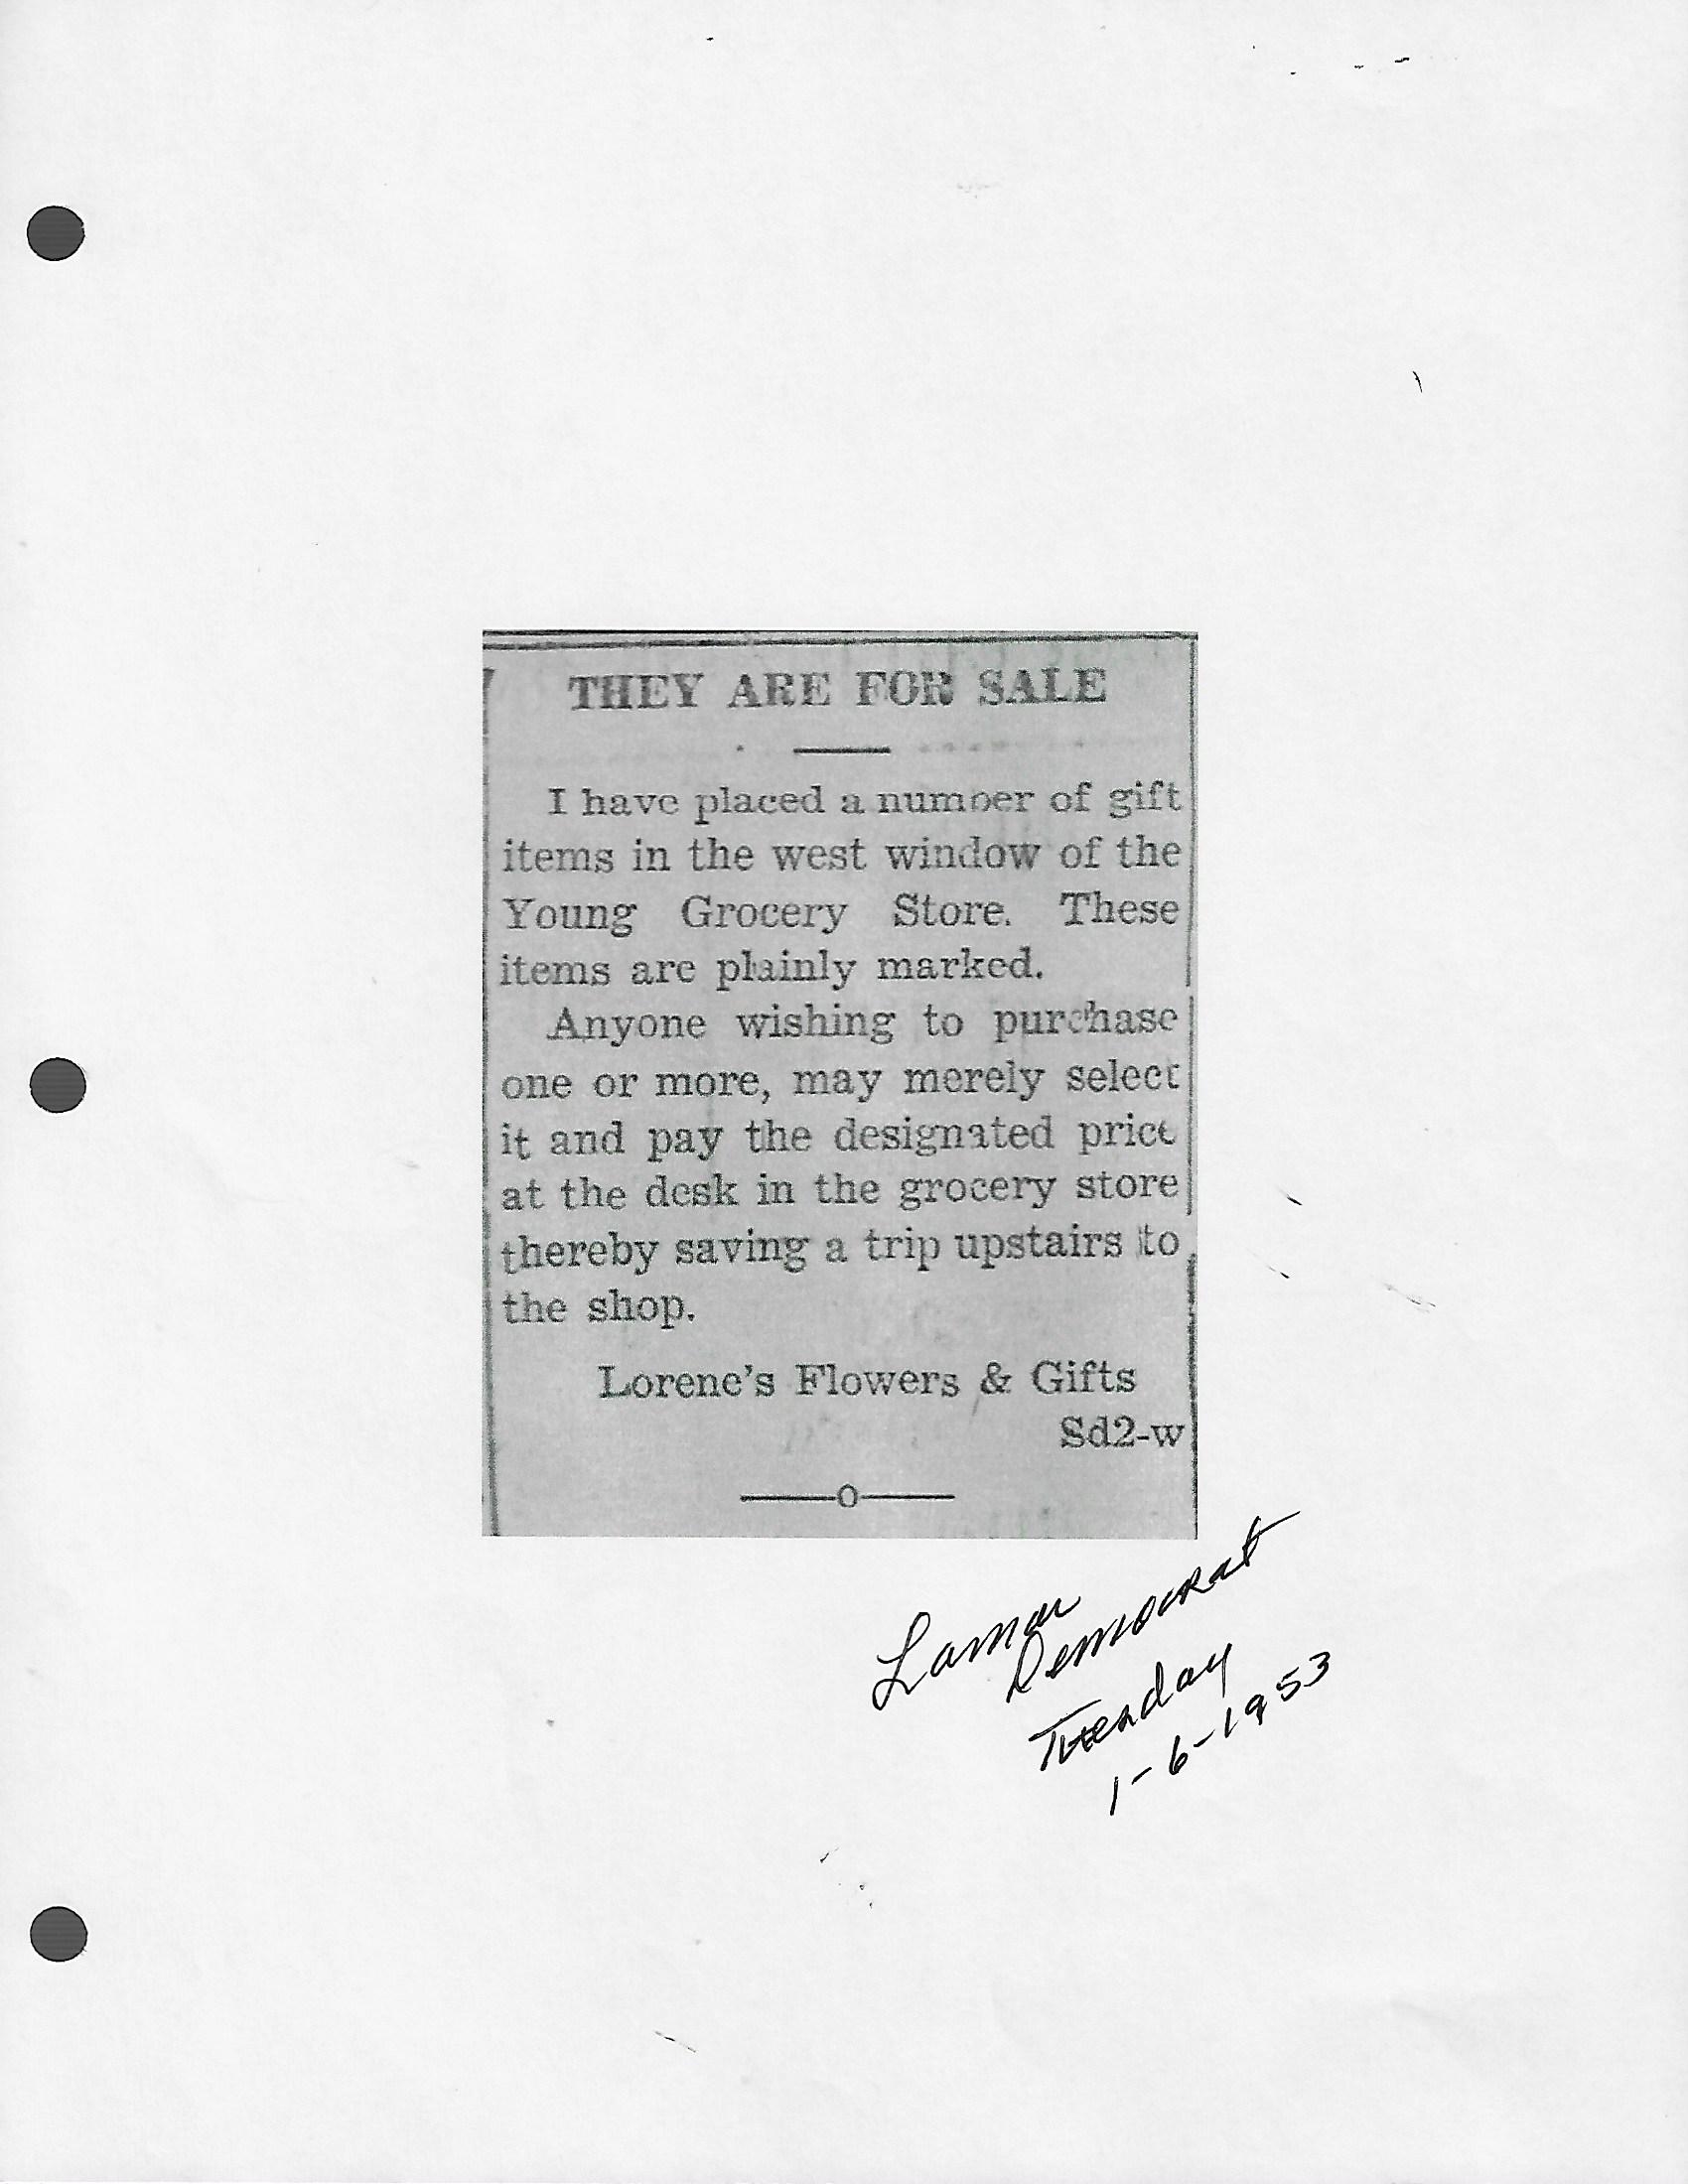 THEY ARE FOR SALE
I have placed a number of gift
items in the west window of the
Young Grocery Store. These
items are plainly marked.
Anyone wishing to purchase
one or more, may merely select
it and pay the designated price
at the desk in the grocery store
thereby saving a trip upstairs to
the shop.
Lorene's Flowers & Gifts
Sd2-w
Lamar
Democrat
Tuesday
1-6-1953